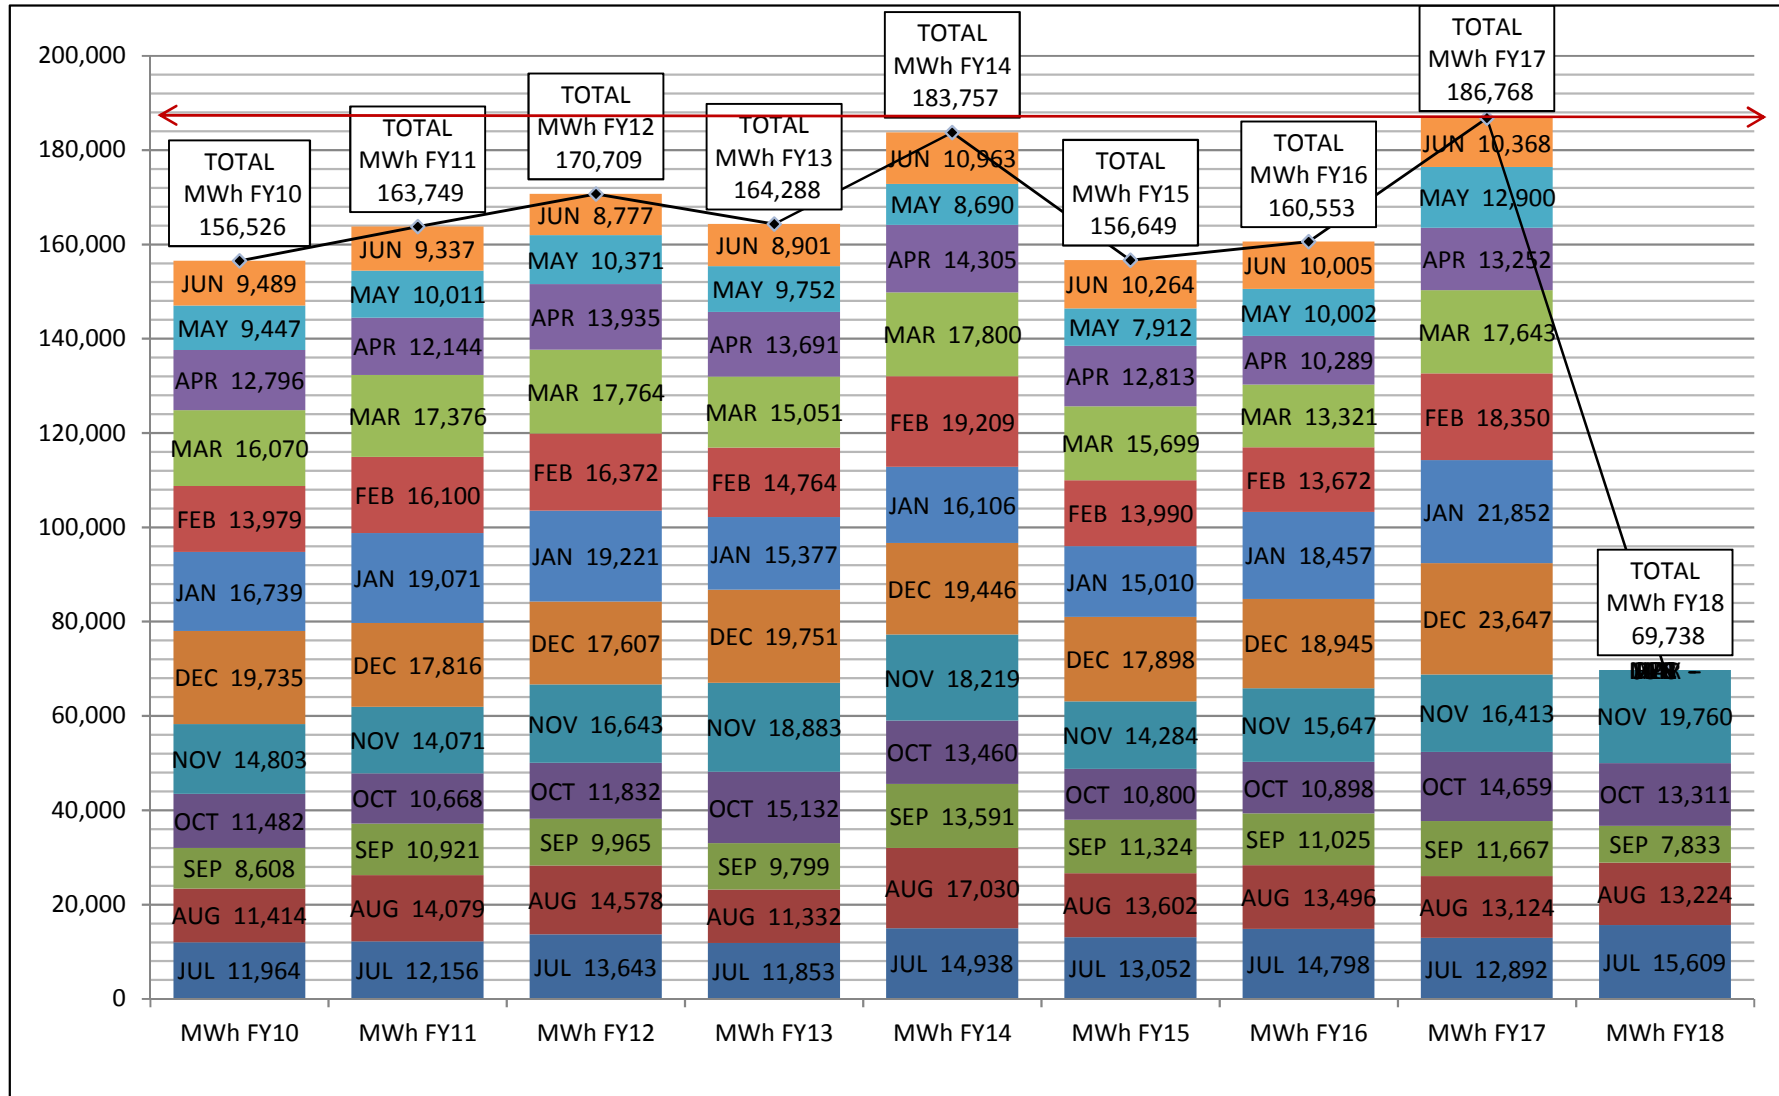 200,000
180,000
160,000
140,000
120,000
100,000
80,000
60,000
40,000
20,000
0
TOTAL
MWh FY10
156,526
JUN 9,489
MAY 9,447
APR 12,796
MAR 16,070
FEB 13,979
JAN 16,739
DEC 19,735
NOV 14,803
OCT 11,482
SEP 8,608
AUG 11,414
JUL 11,964
MWh FY10
TOTAL
MWh FY11
163,749
JUN 9,337
MAY 10,011
APR 12,144
MAR 17,376
FEB 16,100
JAN 19,071
DEC 17,816
NOV 14,071
OCT 10,668
SEP 10,921
AUG 14,079
JUL 12,156
MWh FY11
TOTAL
MWh FY12
170,709
JUN 8,777
MAY 10,371
APR 13,935
MAR 17,764
FEB 16,372
JAN 19,221
DEC 17,607
NOV 16,643
OCT 11,832
SEP 9,965
AUG 14,578
JUL 13,643
MWh FY12
TOTAL
MWh FY13
164,288
JUN 8,901
MAY 9,752
APR 13,691
MAR 15,051
FEB 14,764
JAN 15,377
DEC 19,751
NOV 18,883
OCT 15,132
SEP 9,799
AUG 11,332
JUL 11,853
MWh FY13
TOTAL
MWh FY14
183,757
JUN 10,963
MAY 8,690
APR 14,305
MAR 17,800
FEB 19,209
JAN 16,106
DEC 19,446
NOV 18,219
OCT 13,460
SEP 13,591
AUG 17,030
JUL 14,938
MWh FY14
TOTAL
MWh FY15
156,649
JUN 10,264
MAY 7,912
APR 12,813
MAR 15,699
FEB 13,990
JAN 15,010
DEC 17,898
NOV 14,284
OCT 10,800
SEP 11,324
AUG 13,602
JUL 13,052
MWh FY15
TOTAL
MWh FY16
160,553
JUN 10,005
MAY 10,002
APR 10,289
MAR 13,321
FEB 13,672
JAN 18,457
DEC 18,945
NOV 15,647
OCT 10,898
SEP 11,025
AUG 13,496
JUL 14,798
MWh FY16
TOTAL
MWh FY17
186,768
JUN 10,368
MAY 12,900
APR 13,252
MAR 17,643
FEB 18,350
JAN 21,852
DEC 23,647
NOV 16,413
OCT 14,659
SEP 11,667
AUG 13,124
JUL 12,892
MWh FY17
TOTAL
MWh FY18
69,738
NOV 19,760
OCT 13,311
SEP 7,833
AUG 13,224
JUL 15,609
MWh FY18